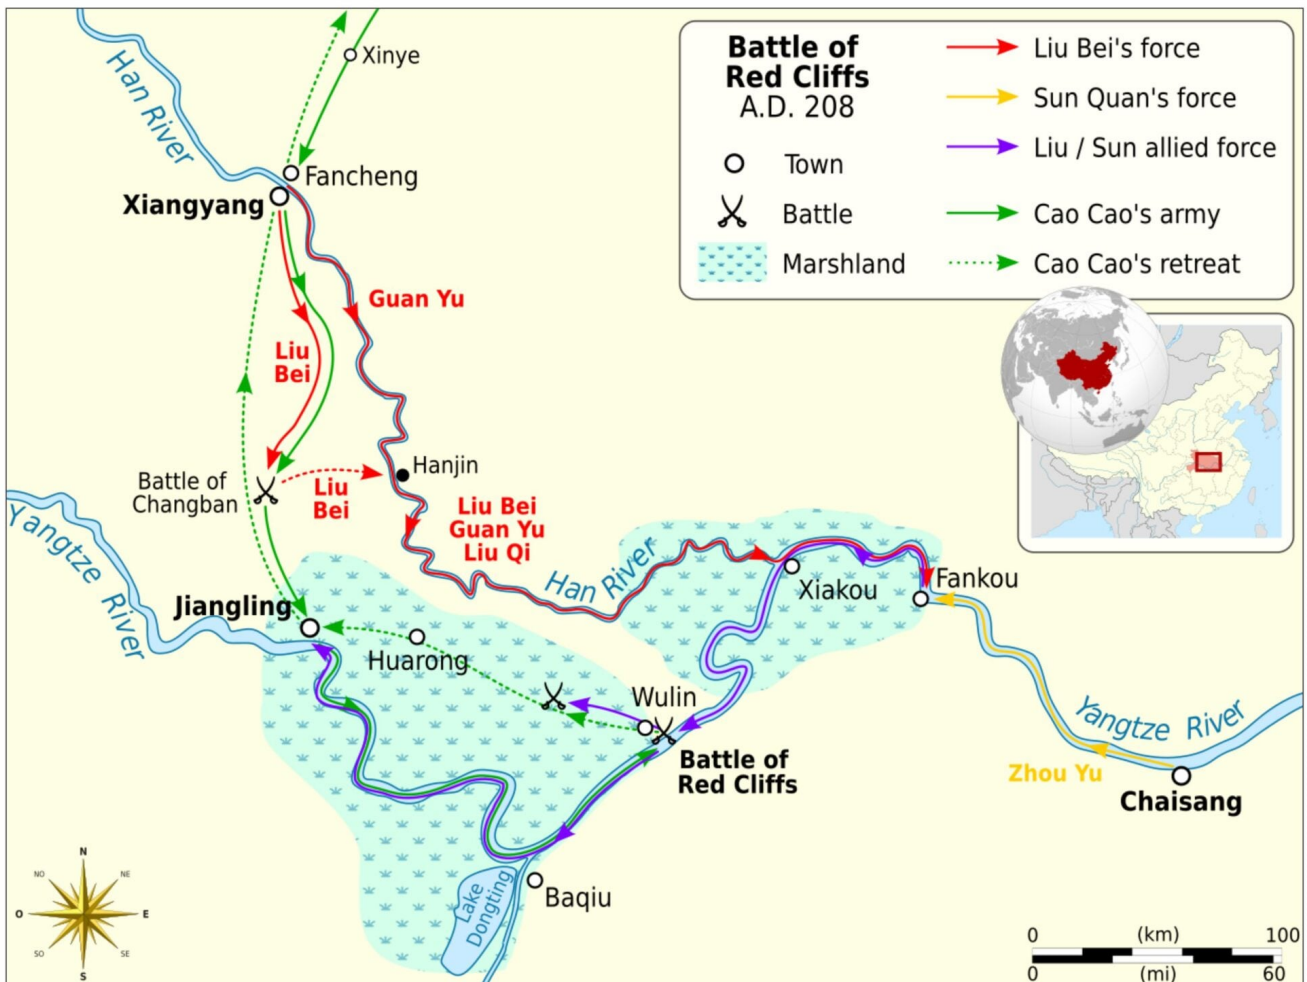 Han River
Xinye
Fancheng
Xiangyang
Guan Yu
Liu
Bei
Battle of
Changban
Liu
Bei
Hanjin
Liu Bei
Guan Yu
Liu Qi
Yangtze River
Han River
Jiangling
Huarong
Xiakou
Fankou
Wulin
Battle of
Red Cliffs
Yangtze River
Zhou Yu
Chaisang
Baqiu
Lake
Dongting
Battle of
Red Cliffs
A.D. 208
Town
Battle
Marshland
Liu Bei's force
Sun Quan's force
Liu / Sun allied force
Cao Cao's army
Cao Cao's retreat
N
NO
NE
O
E
SO
SE
S
0 (km) 100
0 (mi) 60